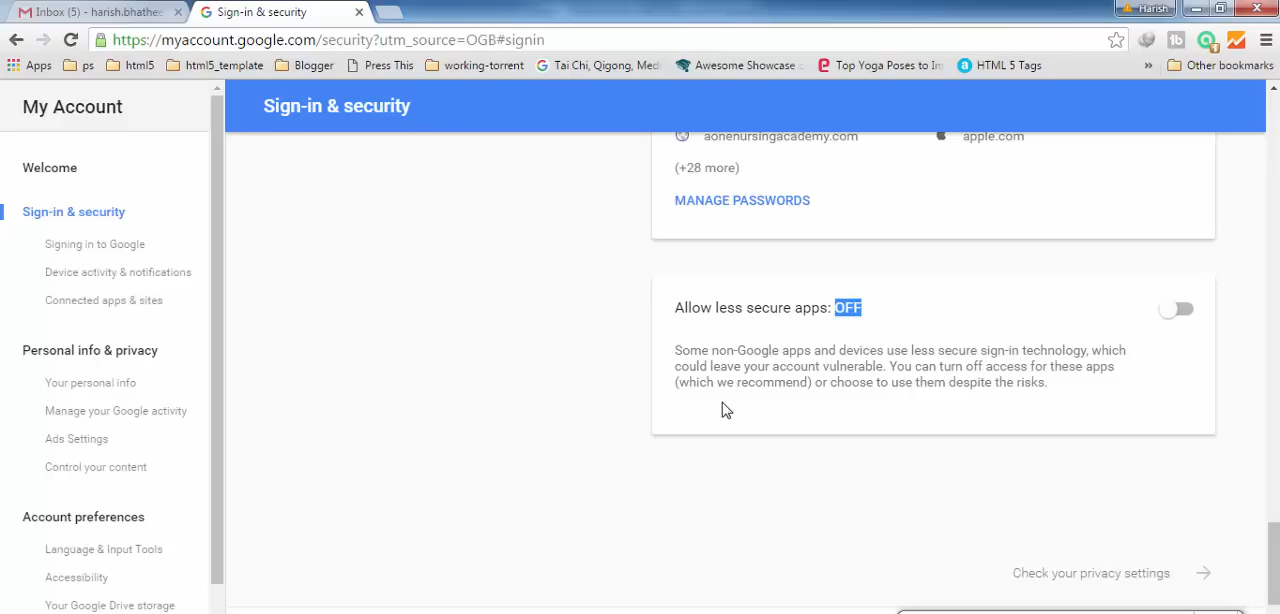 Inbox (5) - harish.bhathee
Sign-in & security
Harish
https://myaccount.google.com/security?utm_source=OGB#signin
Apps ps html5 html5_template Blogger Press This working-torrent Tai Chi, Qigong, Med Awesome Showcase Top Yoga Poses to Im HTML 5 Tags » Other bookmarks
My Account
Sign-in & security
Welcome
Sign-in & security
Signing in to Google
Device activity & notifications
Connected apps & sites
Personal info & privacy
Your personal info
Manage your Google activity
Ads Settings
Control your content
Account preferences
Language & Input Tools
Accessibility
Your Google Drive storage
aonenursingacademy.com
apple.com
(+28 more)
MANAGE PASSWORDS
Allow less secure apps: OFF
Some non-Google apps and devices use less secure sign-in technology, which
could leave your account vulnerable. You can turn off access for these apps
(which we recommend) or choose to use them despite the risks.
Check your privacy settings